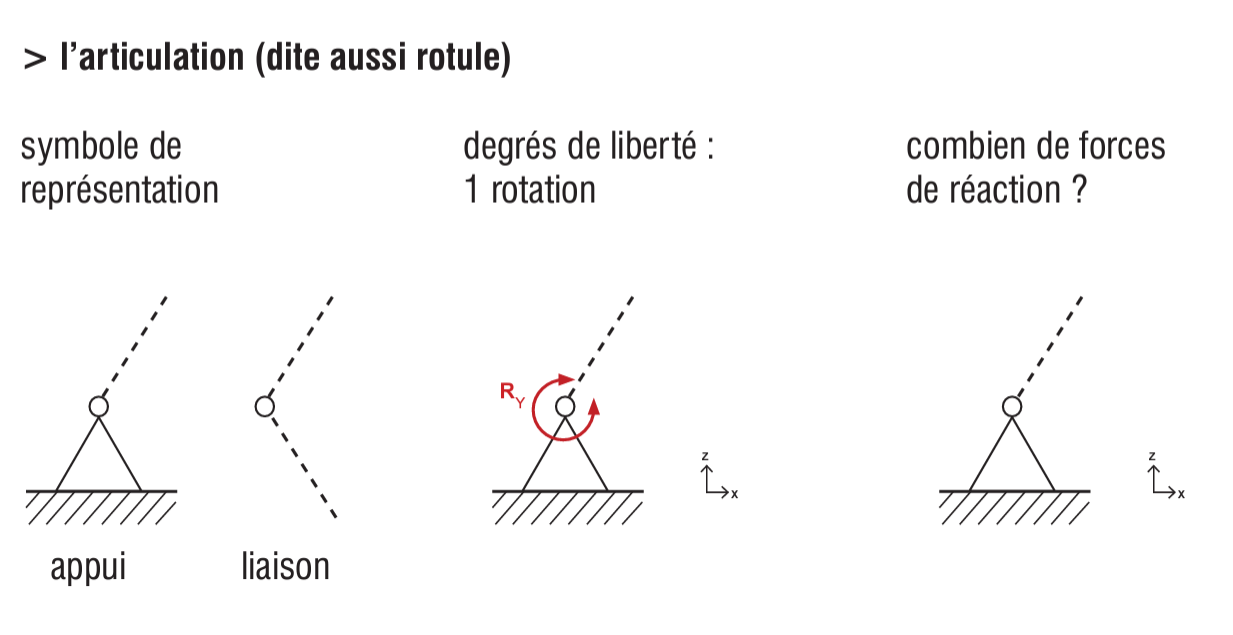 > l’articulation (dite aussi rotule)
symbole de
représentation
degrés de liberté :
1 rotation
combien de forces
de réaction ?
RY
z
x
z
x
appui
liaison